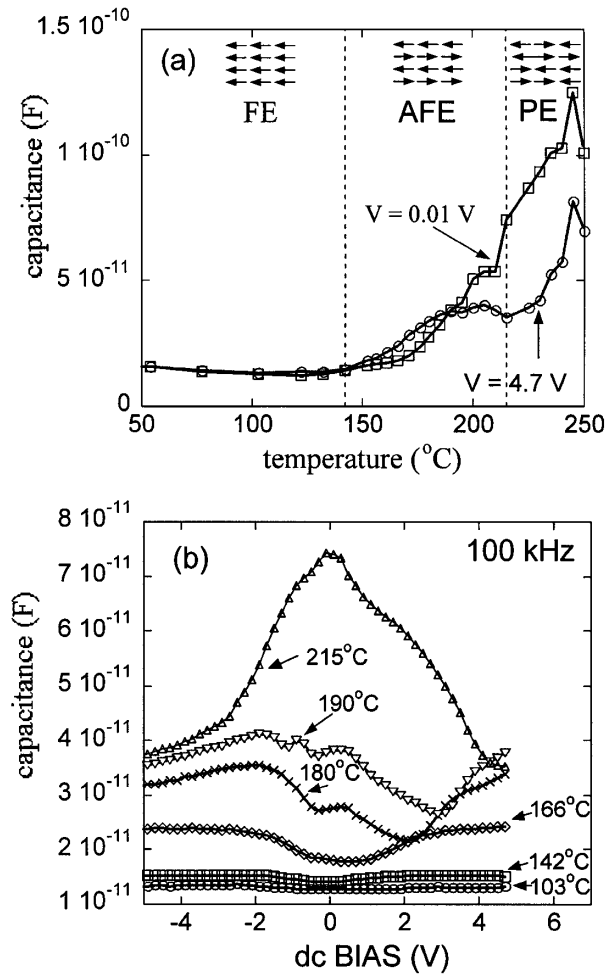 1.5 10⁻¹⁰
(a)
FE
AFE
PE
1 10⁻¹⁰
V = 0.01 V
5 10⁻¹¹
V = 4.7 V
0
capacitance (F)
50 100 150 200 250
temperature (°C)
8 10⁻¹¹
(b)
100 kHz
7 10⁻¹¹
6 10⁻¹¹
215°C
5 10⁻¹¹
190°C
4 10⁻¹¹
180°C
3 10⁻¹¹
166°C
2 10⁻¹¹
142°C
1 10⁻¹¹
103°C
capacitance (F)
-4 -2 0 2 4 6
dc BIAS (V)